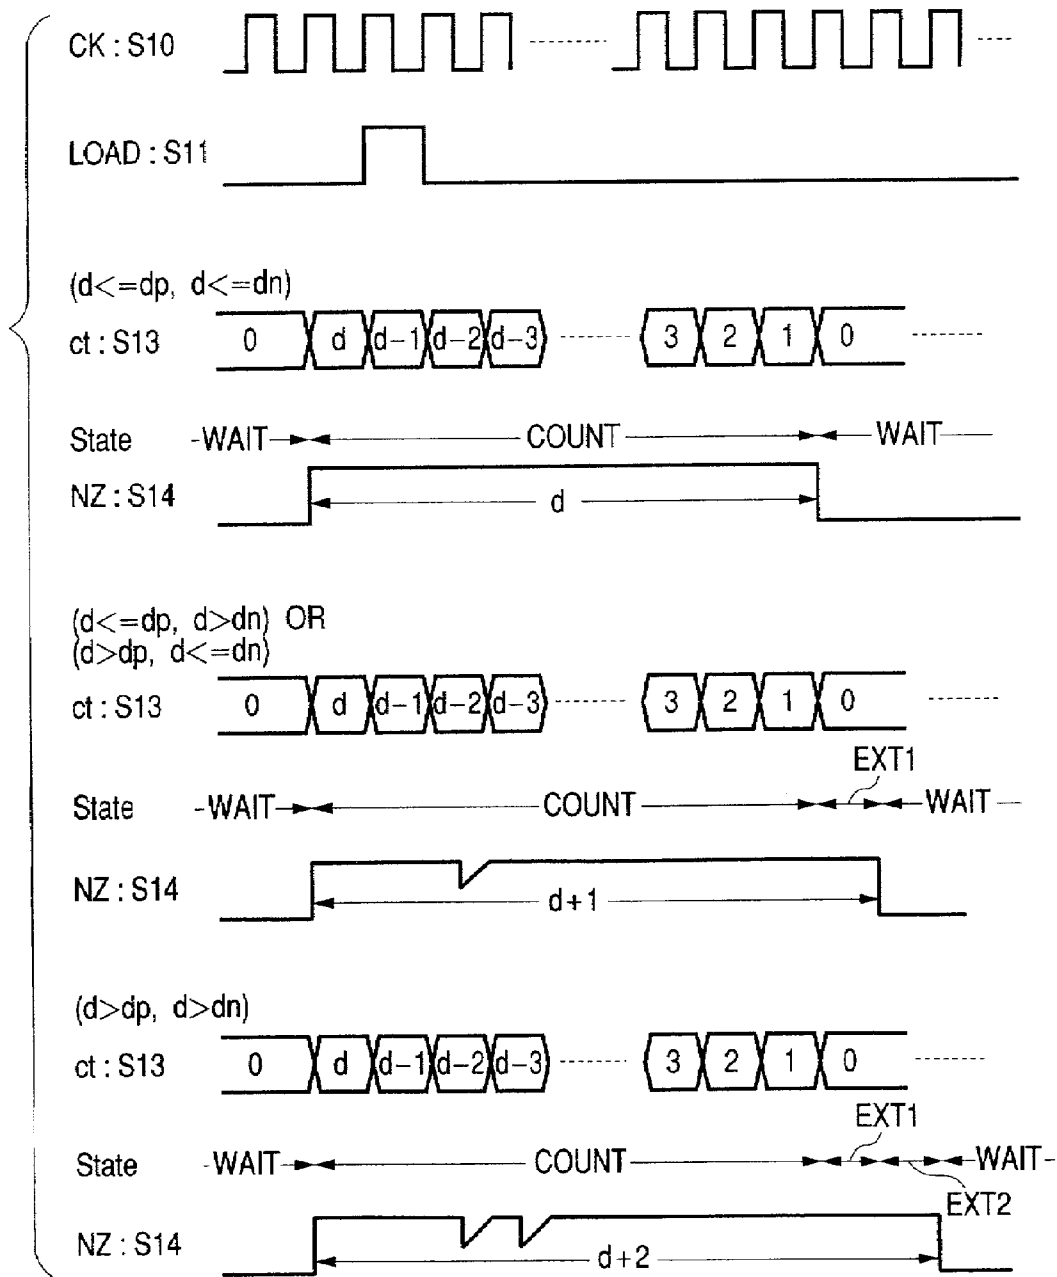 CK : S10
LOAD : S11
(d<=dp, d<=dn)
ct : S13 0 d d-1 d-2 d-3 3 2 1 0
State WAIT COUNT WAIT
NZ : S14 d
(d<=dp, d>dn) OR
(d>dp, d<=dn)
ct : S13 0 d d-1 d-2 d-3 3 2 1 0
EXT1
State WAIT COUNT WAIT
NZ : S14 d+1
(d>dp, d>dn)
ct : S13 0 d d-1 d-2 d-3 3 2 1 0
EXT1
State WAIT COUNT WAIT
EXT2
NZ : S14 d+2